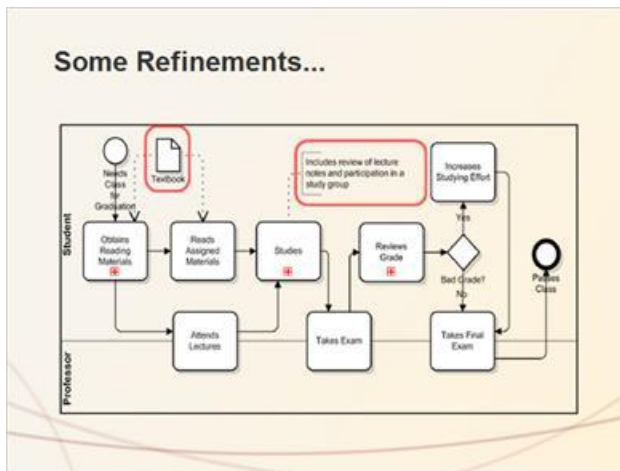 Some Refinements...
Student
Needs
Class
for
Graduation
Textbook
Includes review of lecture
notes and participation in a
study group
Increases
Studying Effort
Yes
Obtains
Reading
Materials
Reads
Assigned
Materials
Studies
Reviews
Grade
Bad Grade?
No
Passes
Class
Attends
Lectures
Takes Exam
Takes Final
Exam
Professor